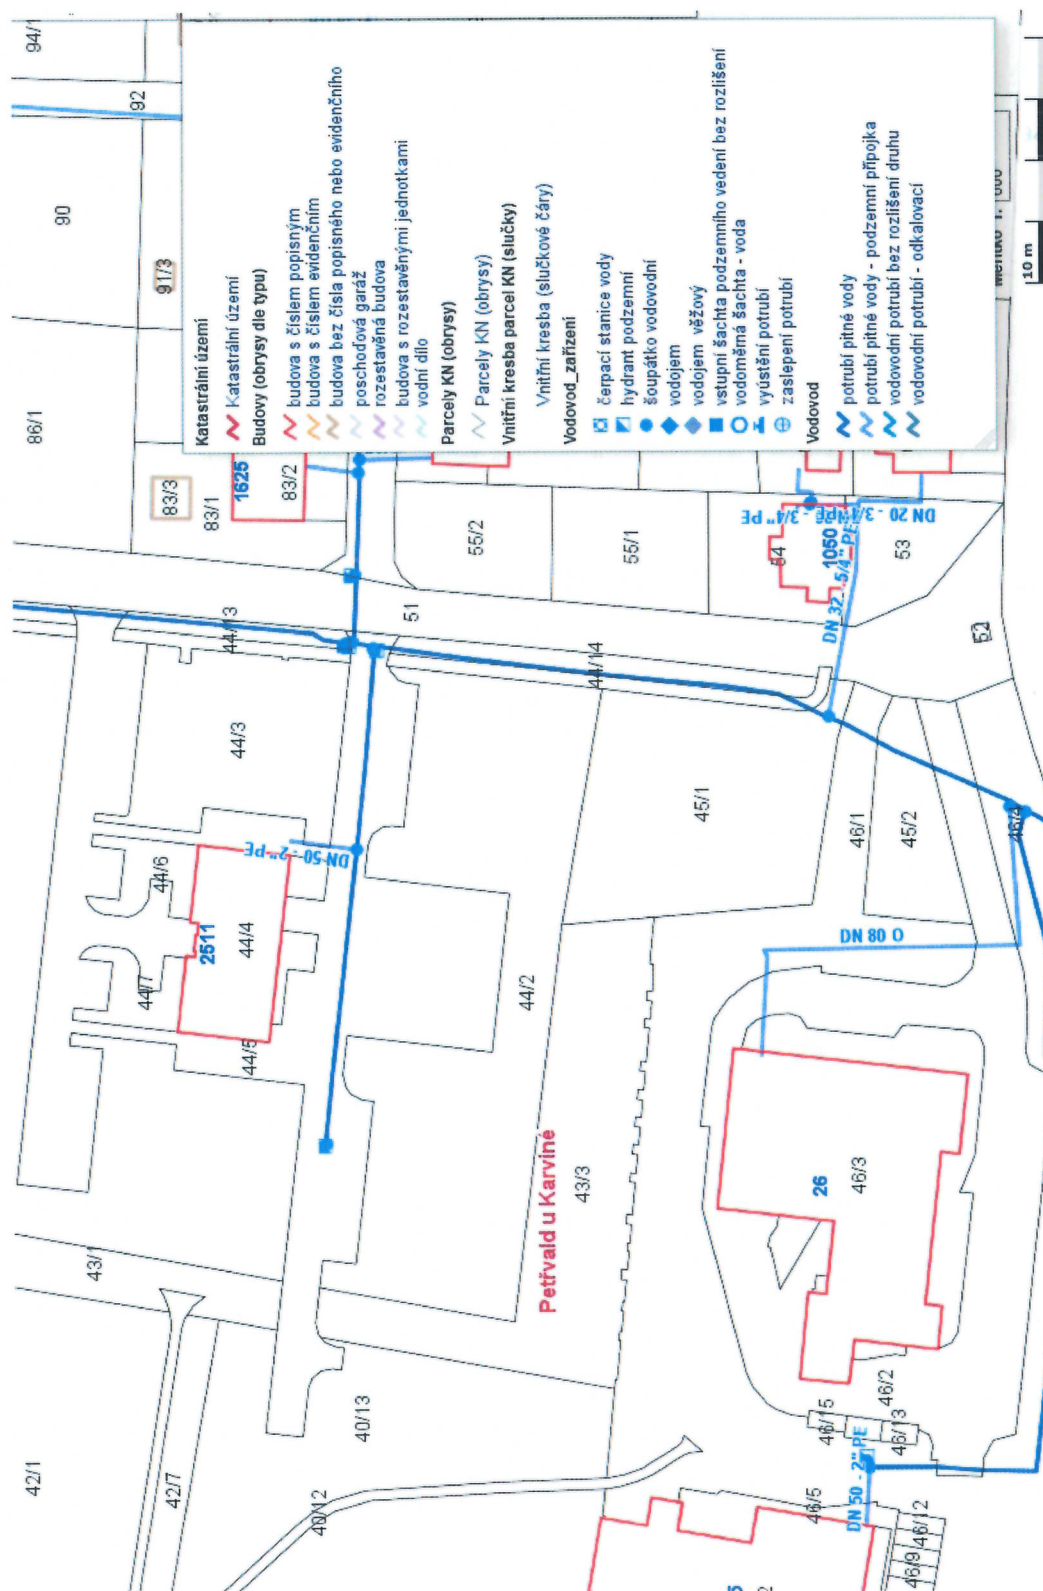 Katastrální území
Katastrální území
Budovy (obrysy dle typu)
budova s číslem popisným
budova s číslem evidenčním
budova bez čísla popisného nebo evidenčního
poschoďová garáž
rozestavěná budova
budova s rozestavěnými jednotkami
vodní dílo
Parcely KN (obrysy)
Parcely KN (obrysy)
Vnitřní kresba parcel KN (slučky)
Vnitřní kresba (slučkové čáry)
Vodovod_zařízení
čerpací stanice vody
hydrant podzemní
šoupátko vodovodní
vodojem
vodojem věžový
vstupní šachta podzemního vedení bez rozlišení
vodoměrná šachta - voda
vyústění potrubí
zaslepení potrubí
Vodovod
potrubí pitné vody
potrubí pitné vody - podzemní přípojka
vodovodní potrubí bez rozlišení druhu
vodovodní potrubí - odkalovací
10 m
94/1
92
90
91/3
86/1
83/3
83/1
1625
83/2
55/2
55/1
54
1050
53
52
51
DN 20 - 3/4" PE
DN 32 - 5/4" PE
44/13
44/14
44/3
44/6
2511
44/4
44/7
44/5
DN 50 - 2" PE
44/2
45/1
46/1
45/2
46/4
DN 80 O
Petřvald u Karviné
43/3
43/1
26
46/3
46/2
46/15
46/13
DN 50 - 2" PE
46/5
46/12
46/9
42/1
42/7
40/13
40/12